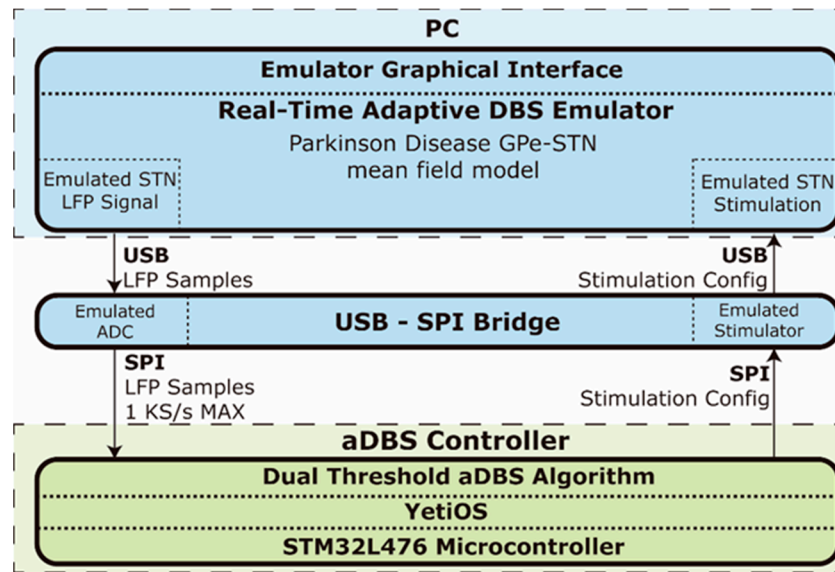 PC
Emulator Graphical Interface
Real-Time Adaptive DBS Emulator
Parkinson Disease GPe-STN
mean field model
Emulated STN
LFP Signal
Emulated STN
Stimulation
USB
LFP Samples
USB
Stimulation Config
Emulated
ADC
USB - SPI Bridge
Emulated
Stimulator
SPI
LFP Samples
1 KS/s MAX
SPI
Stimulation Config
aDBS Controller
Dual Threshold aDBS Algorithm
YetiOS
STM32L476 Microcontroller